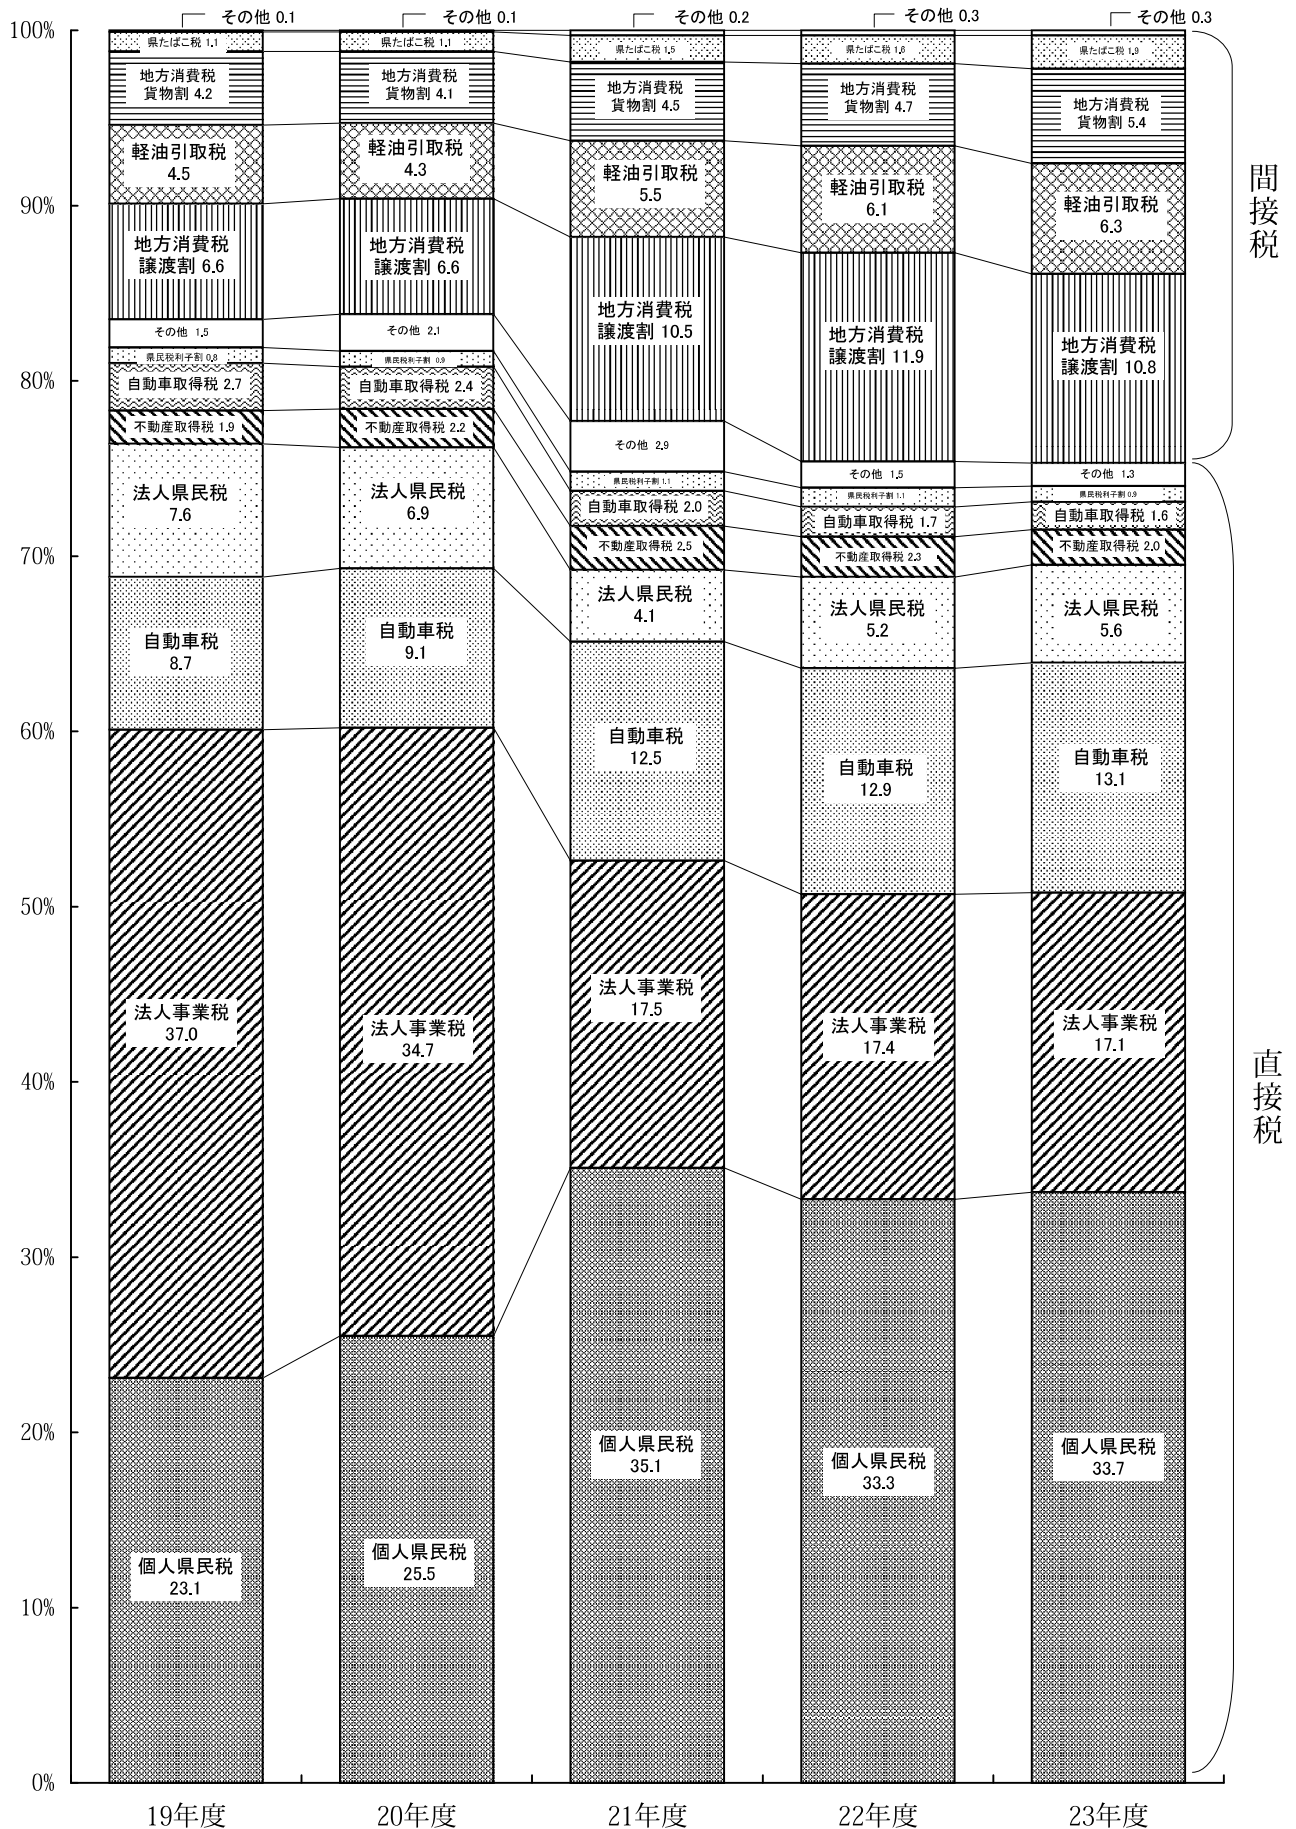 その他 0.1
その他 0.1
その他 0.2
その他 0.3
その他 0.3
100%
90%
80%
70%
60%
50%
40%
30%
20%
10%
0%
県たばこ税 1.1
地方消費税
貨物割 4.2
軽油引取税
4.5
地方消費税
譲渡割 6.6
その他 1.5
県民税利子割 0.8
自動車取得税 2.7
不動産取得税 1.9
法人県民税
7.6
自動車税
8.7
法人事業税
37.0
個人県民税
23.1
19年度
県たばこ税 1.1
地方消費税
貨物割 4.1
軽油引取税
4.3
地方消費税
譲渡割 6.6
その他 2.1
県民税利子割 0.9
自動車取得税 2.4
不動産取得税 2.2
法人県民税
6.9
自動車税
9.1
法人事業税
34.7
個人県民税
25.5
20年度
県たばこ税 1.5
地方消費税
貨物割 4.5
軽油引取税
5.5
地方消費税
譲渡割 10.5
その他 2.9
県民税利子割 1.1
自動車取得税 2.0
不動産取得税 2.5
法人県民税
4.1
自動車税
12.5
法人事業税
17.5
個人県民税
35.1
21年度
県たばこ税 1.6
地方消費税
貨物割 4.7
軽油引取税
6.1
地方消費税
譲渡割 11.9
その他 1.5
県民税利子割 1.1
自動車取得税 1.7
不動産取得税 2.3
法人県民税
5.2
自動車税
12.9
法人事業税
17.4
個人県民税
33.3
22年度
県たばこ税 1.9
地方消費税
貨物割 5.4
軽油引取税
6.3
地方消費税
譲渡割 10.8
その他 1.3
県民税利子割 0.9
自動車取得税 1.6
不動産取得税 2.0
法人県民税
5.6
自動車税
13.1
法人事業税
17.1
個人県民税
33.7
23年度
間接税
直接税